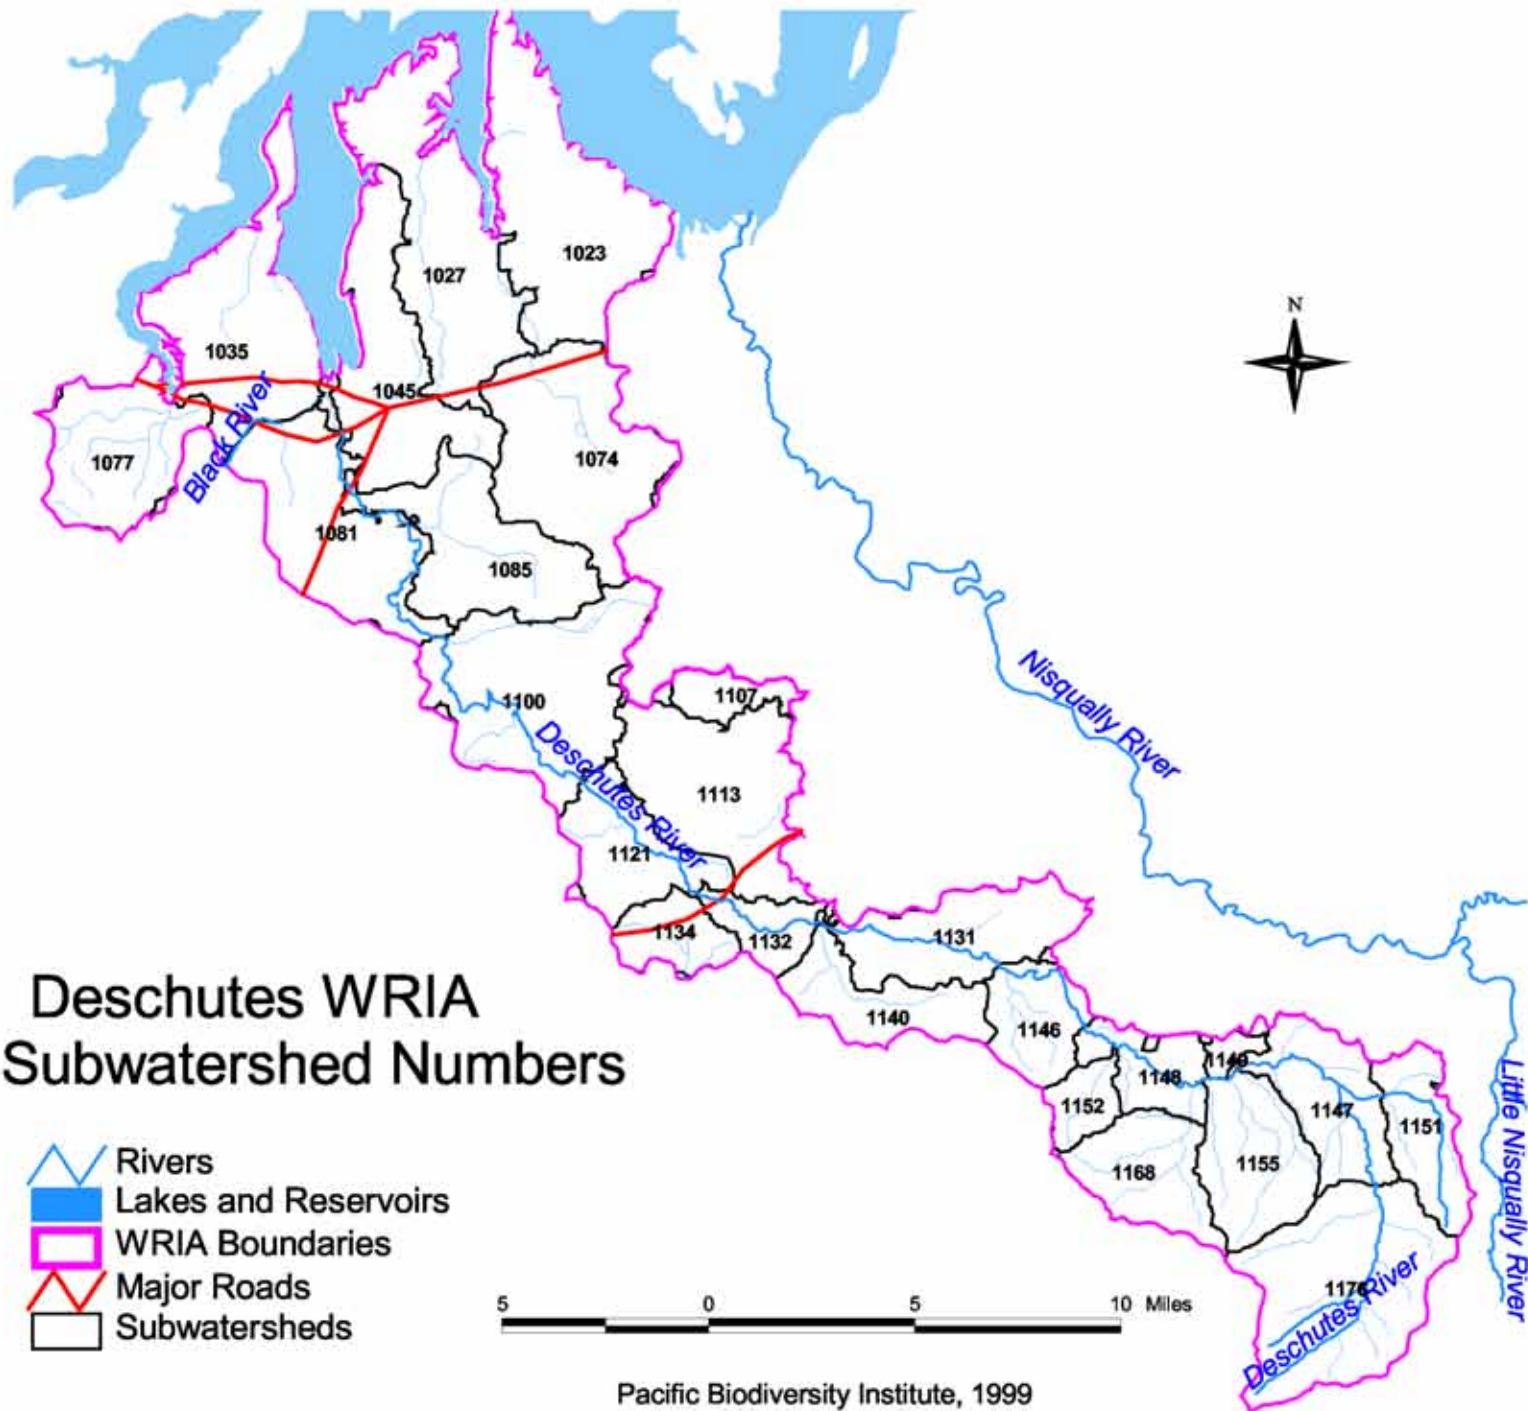 1023
1027
N
1035
1045
Black River
1077
1074
1081
1085
Nisqually River
1107
1100
Deschutes River
1113
1121
1134
1132
1131
Deschutes WRIA
Subwatershed Numbers
1140
1146
1149
1148
1152
1147
1151
1168
1155
Little Nisqually River
Rivers
Lakes and Reservoirs
WRIA Boundaries
Major Roads
Subwatersheds
5 0 5 10 Miles
Deschutes River
Pacific Biodiversity Institute, 1999